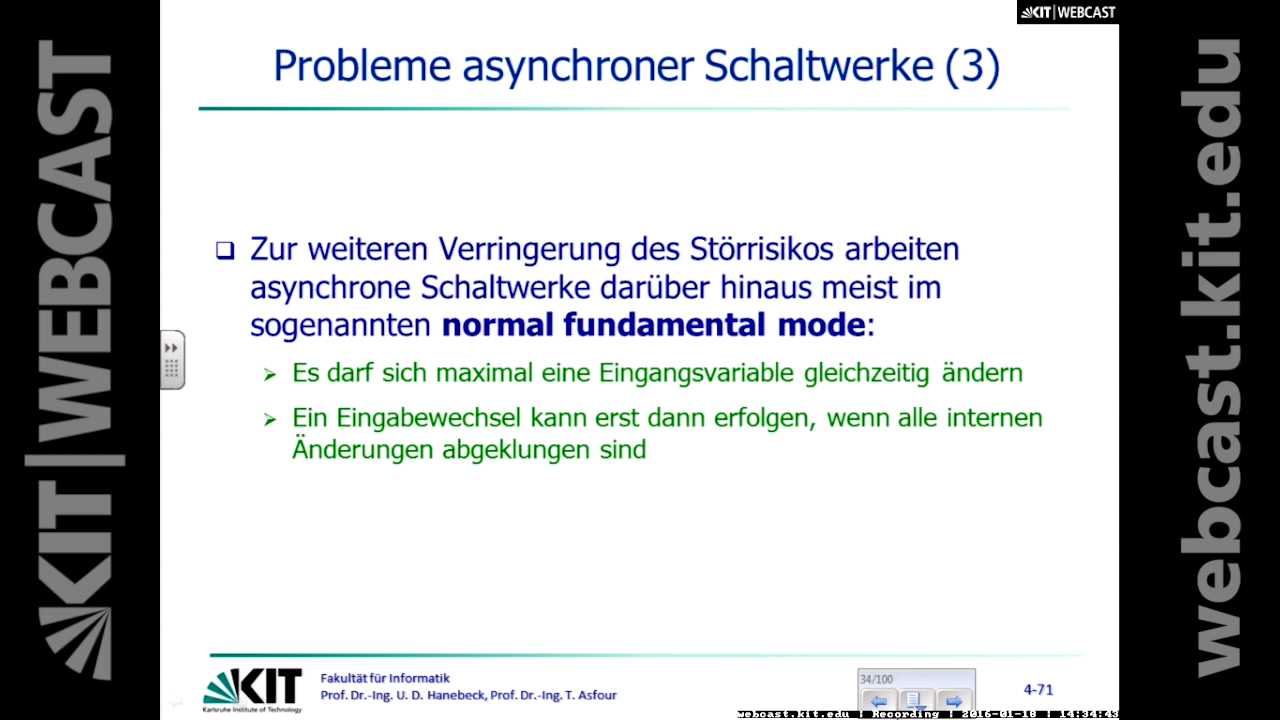 KIT|WEBCAST
KIT|WEBCAST
webcast.kit.edu
Probleme asynchroner Schaltwerke (3)
Zur weiteren Verringerung des Störrisikos arbeiten
asynchrone Schaltwerke darüber hinaus meist im
sogenannten normal fundamental mode:
Es darf sich maximal eine Eingangsvariable gleichzeitig ändern
Ein Eingabewechsel kann erst dann erfolgen, wenn alle internen
Änderungen abgeklungen sind
KIT
Karlsruhe Institute of Technology
Fakultät für Informatik
Prof. Dr.-Ing. U. D. Hanebeck, Prof. Dr.-Ing. T. Asfour
34/100
4-71
webcast.kit.edu | Recording | 2016-01-18 | 14:34:43